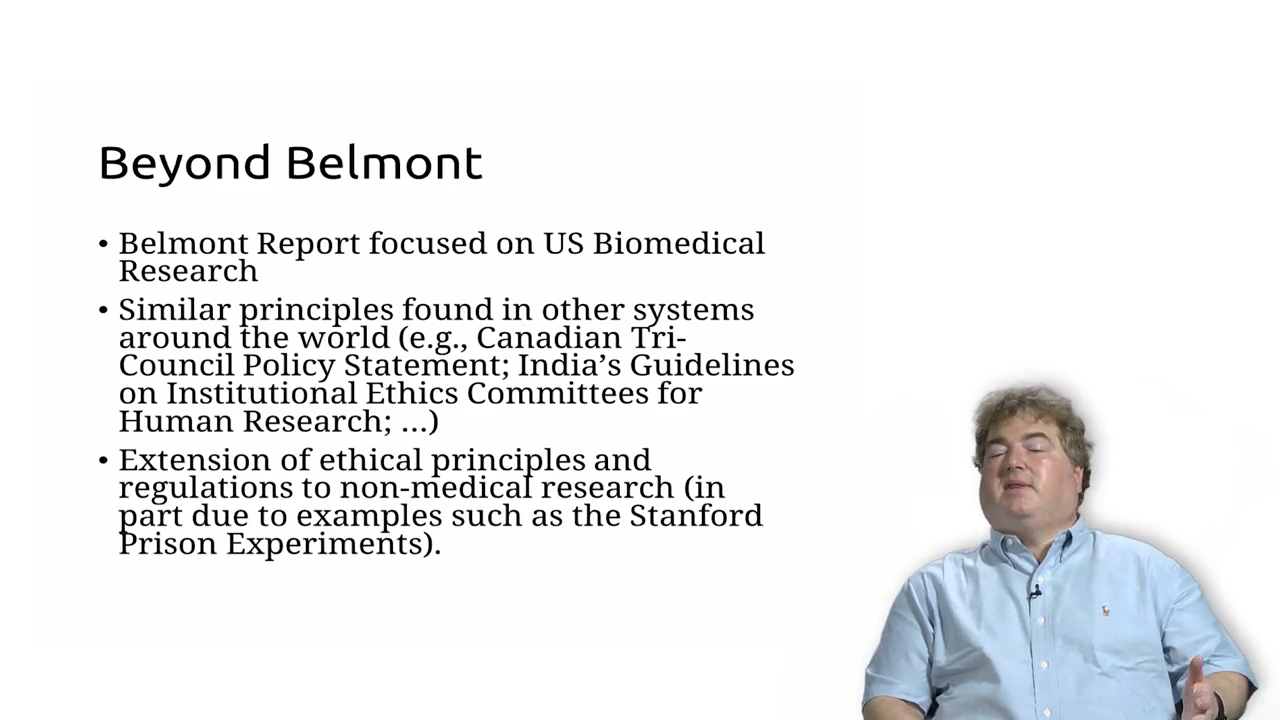 Beyond Belmont
• Belmont Report focused on US Biomedical
Research
• Similar principles found in other systems
around the world (e.g., Canadian Tri-
Council Policy Statement; India’s Guidelines
on Institutional Ethics Committees for
Human Research; …)
• Extension of ethical principles and
regulations to non-medical research (in
part due to examples such as the Stanford
Prison Experiments).